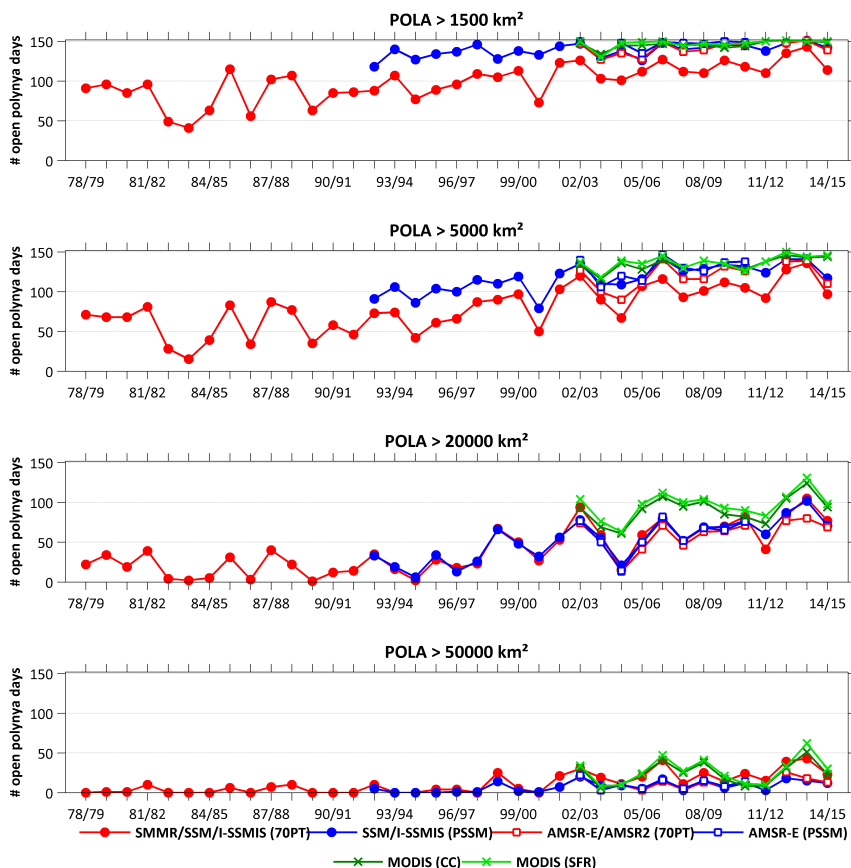 POLA > 1500 km²
# open polynya days
150
100
50
0
78/79 81/82 84/85 87/88 90/91 93/94 96/97 99/00 02/03 05/06 08/09 11/12 14/15
POLA > 5000 km²
# open polynya days
150
100
50
0
78/79 81/82 84/85 87/88 90/91 93/94 96/97 99/00 02/03 05/06 08/09 11/12 14/15
POLA > 20000 km²
# open polynya days
150
100
50
0
78/79 81/82 84/85 87/88 90/91 93/94 96/97 99/00 02/03 05/06 08/09 11/12 14/15
POLA > 50000 km²
# open polynya days
150
100
50
0
78/79 81/82 84/85 87/88 90/91 93/94 96/97 99/00 02/03 05/06 08/09 11/12 14/15
SMMR/SSM/I-SSMIS (70PT) SSM/I-SSMIS (PSSM) AMSR-E/AMSR2 (70PT) AMSR-E (PSSM)
MODIS (CC) MODIS (SFR)